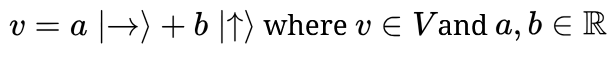 v = a |→⟩ + b |↑⟩ where v ∈ Vand a, b ∈ ℝ